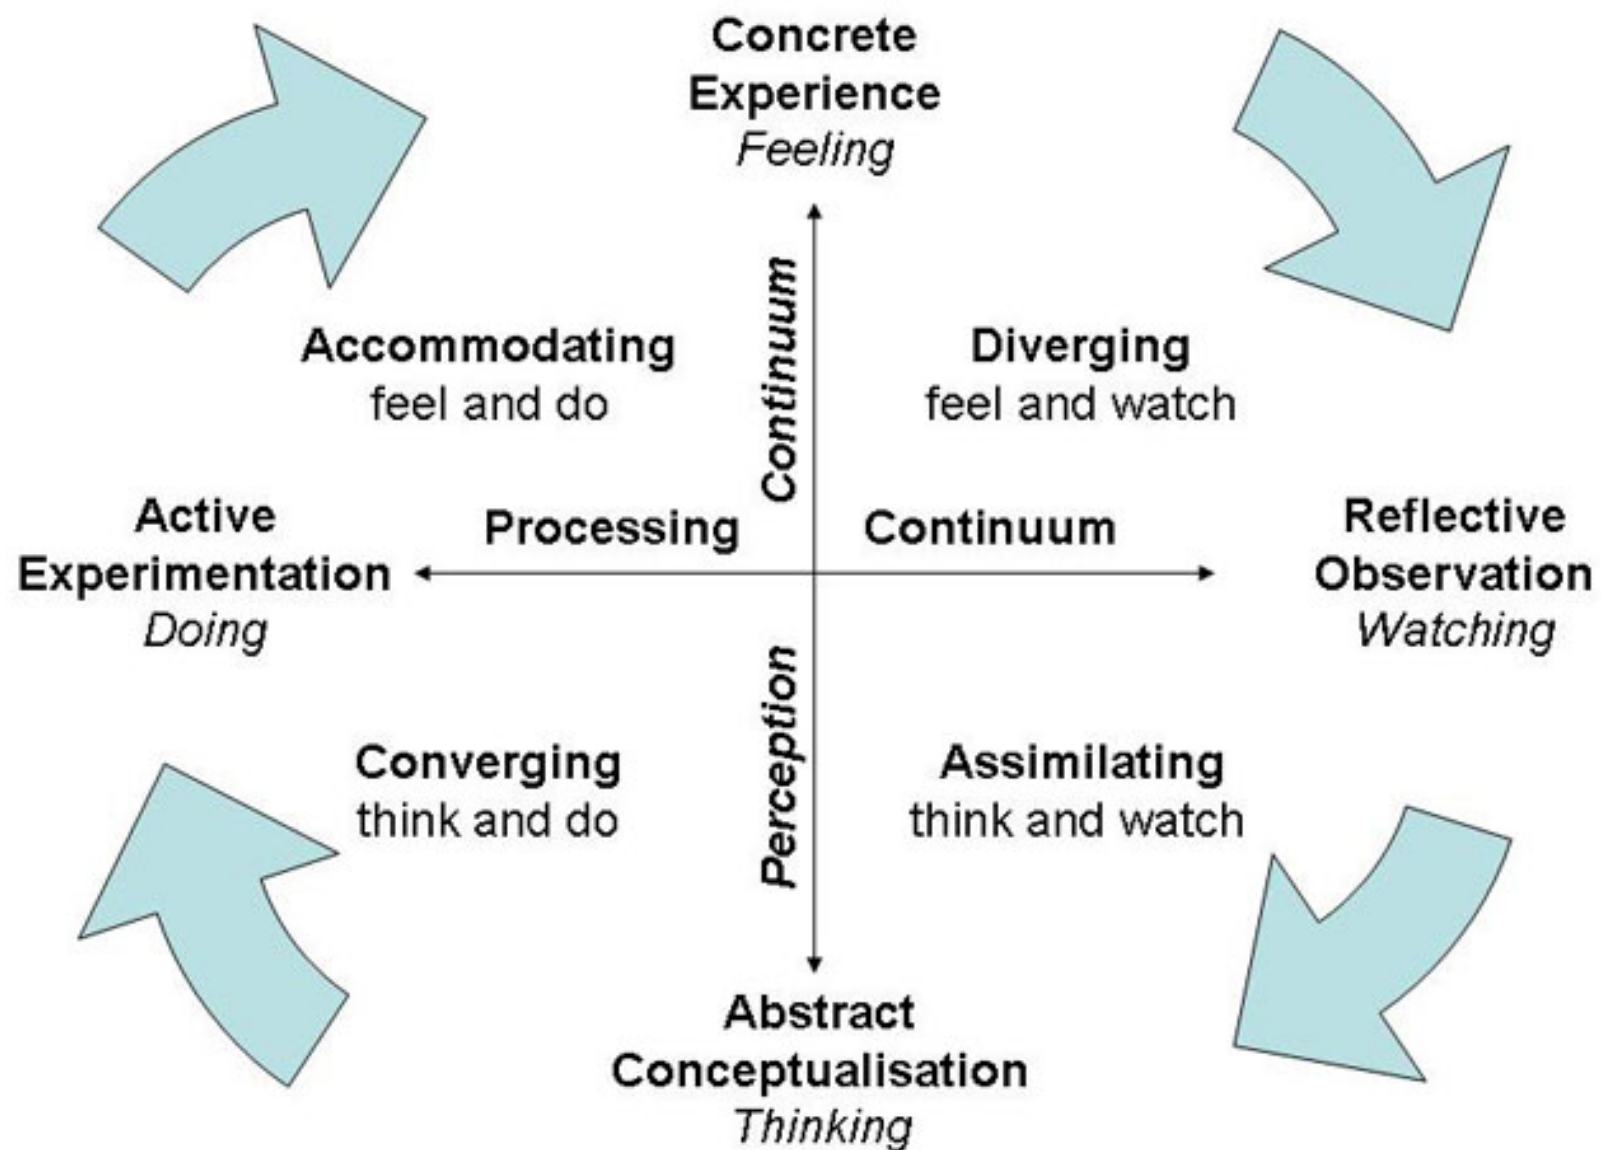 Concrete
Experience
Feeling
Accommodating
feel and do
Continuum
Diverging
feel and watch
Active
Experimentation
Doing
Processing
Continuum
Reflective
Observation
Watching
Converging
think and do
Perception
Assimilating
think and watch
Abstract
Conceptualisation
Thinking